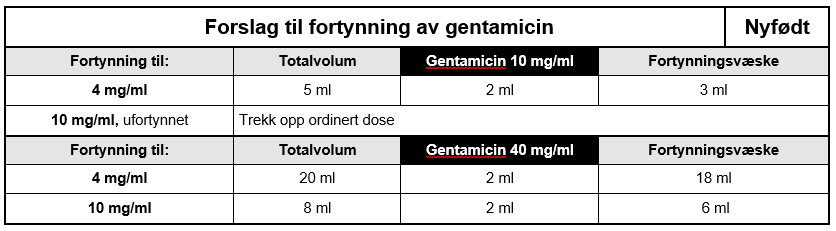 Forslag til fortynning av gentamicin Nyfødt
Fortynning til: Totalvolum Gentamicin 10 mg/ml Fortynningsvæske
4 mg/ml 5 ml 2 ml 3 ml
10 mg/ml, ufortynnet Trekk opp ordinert dose
Fortynning til: Totalvolum Gentamicin 40 mg/ml Fortynningsvæske
4 mg/ml 20 ml 2 ml 18 ml
10 mg/ml 8 ml 2 ml 6 ml